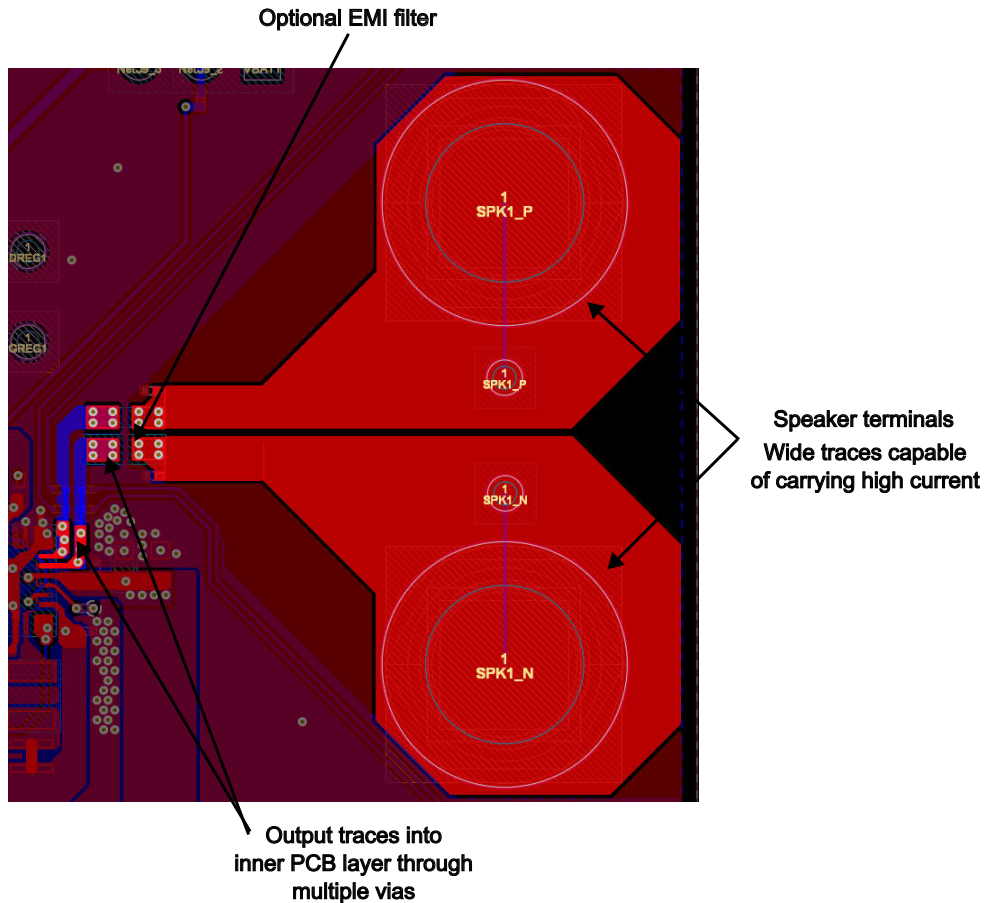 Optional EMI filter
1
SPK1_P
1
DREG1
1
GREG1
1
SPK1_P
Speaker terminals
Wide traces capable
of carrying high current
1
SPK1_N
1
SPK1_N
Output traces into
inner PCB layer through
multiple vias